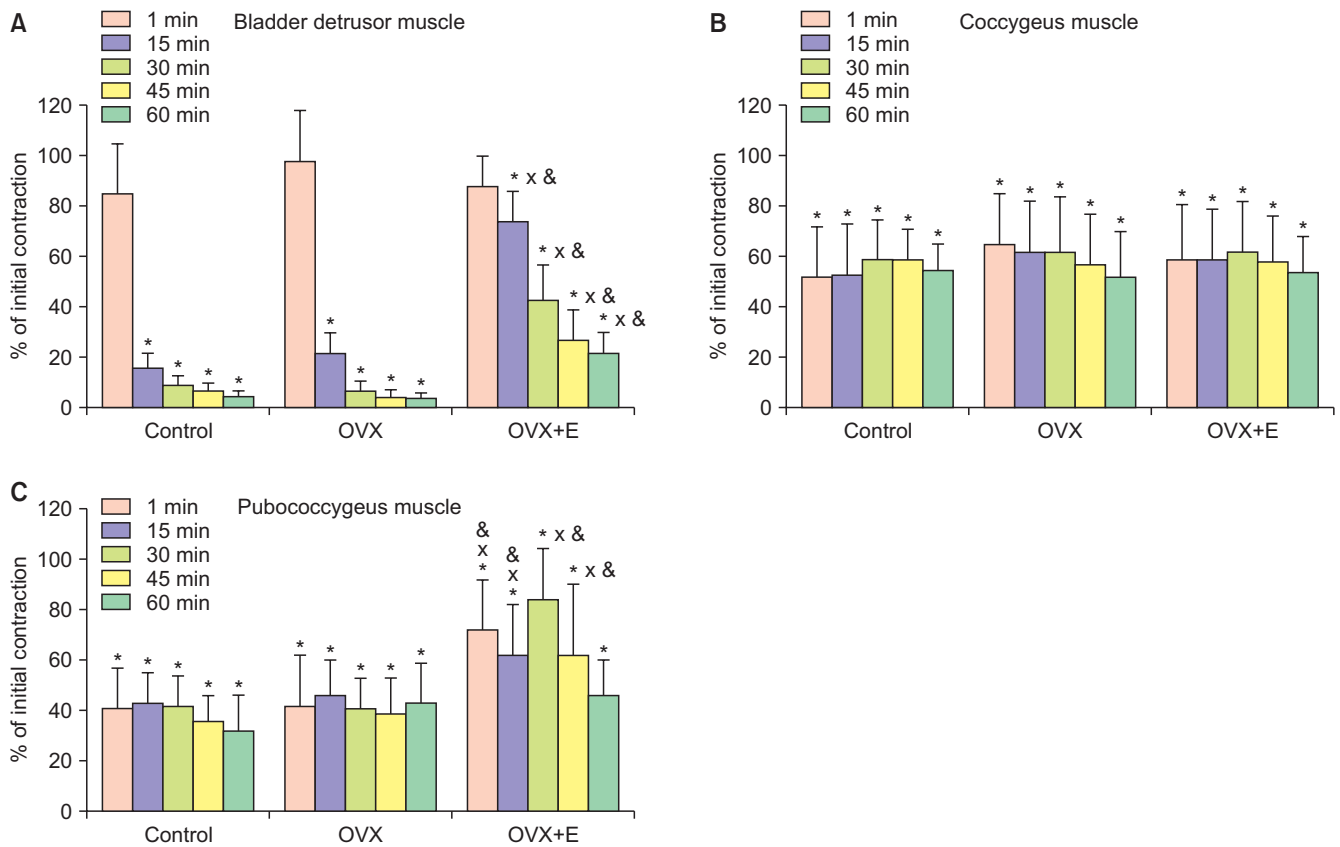 A
Bladder detrusor muscle
1 min
15 min
30 min
45 min
60 min
% of initial contraction
120
100
80
60
40
20
0
* * * *
* * * *
* x &
* x &
* x &
* x &
Control OVX OVX+E
B
Coccygeus muscle
1 min
15 min
30 min
45 min
60 min
% of initial contraction
120
100
80
60
40
20
0
* * * * *
* * * * *
* * * * *
Control OVX OVX+E
C
Pubococcygeus muscle
1 min
15 min
30 min
45 min
60 min
% of initial contraction
120
100
80
60
40
20
0
* * * * *
* * * * *
&
x
*
&
x
*
* x &
* x &
*
Control OVX OVX+E